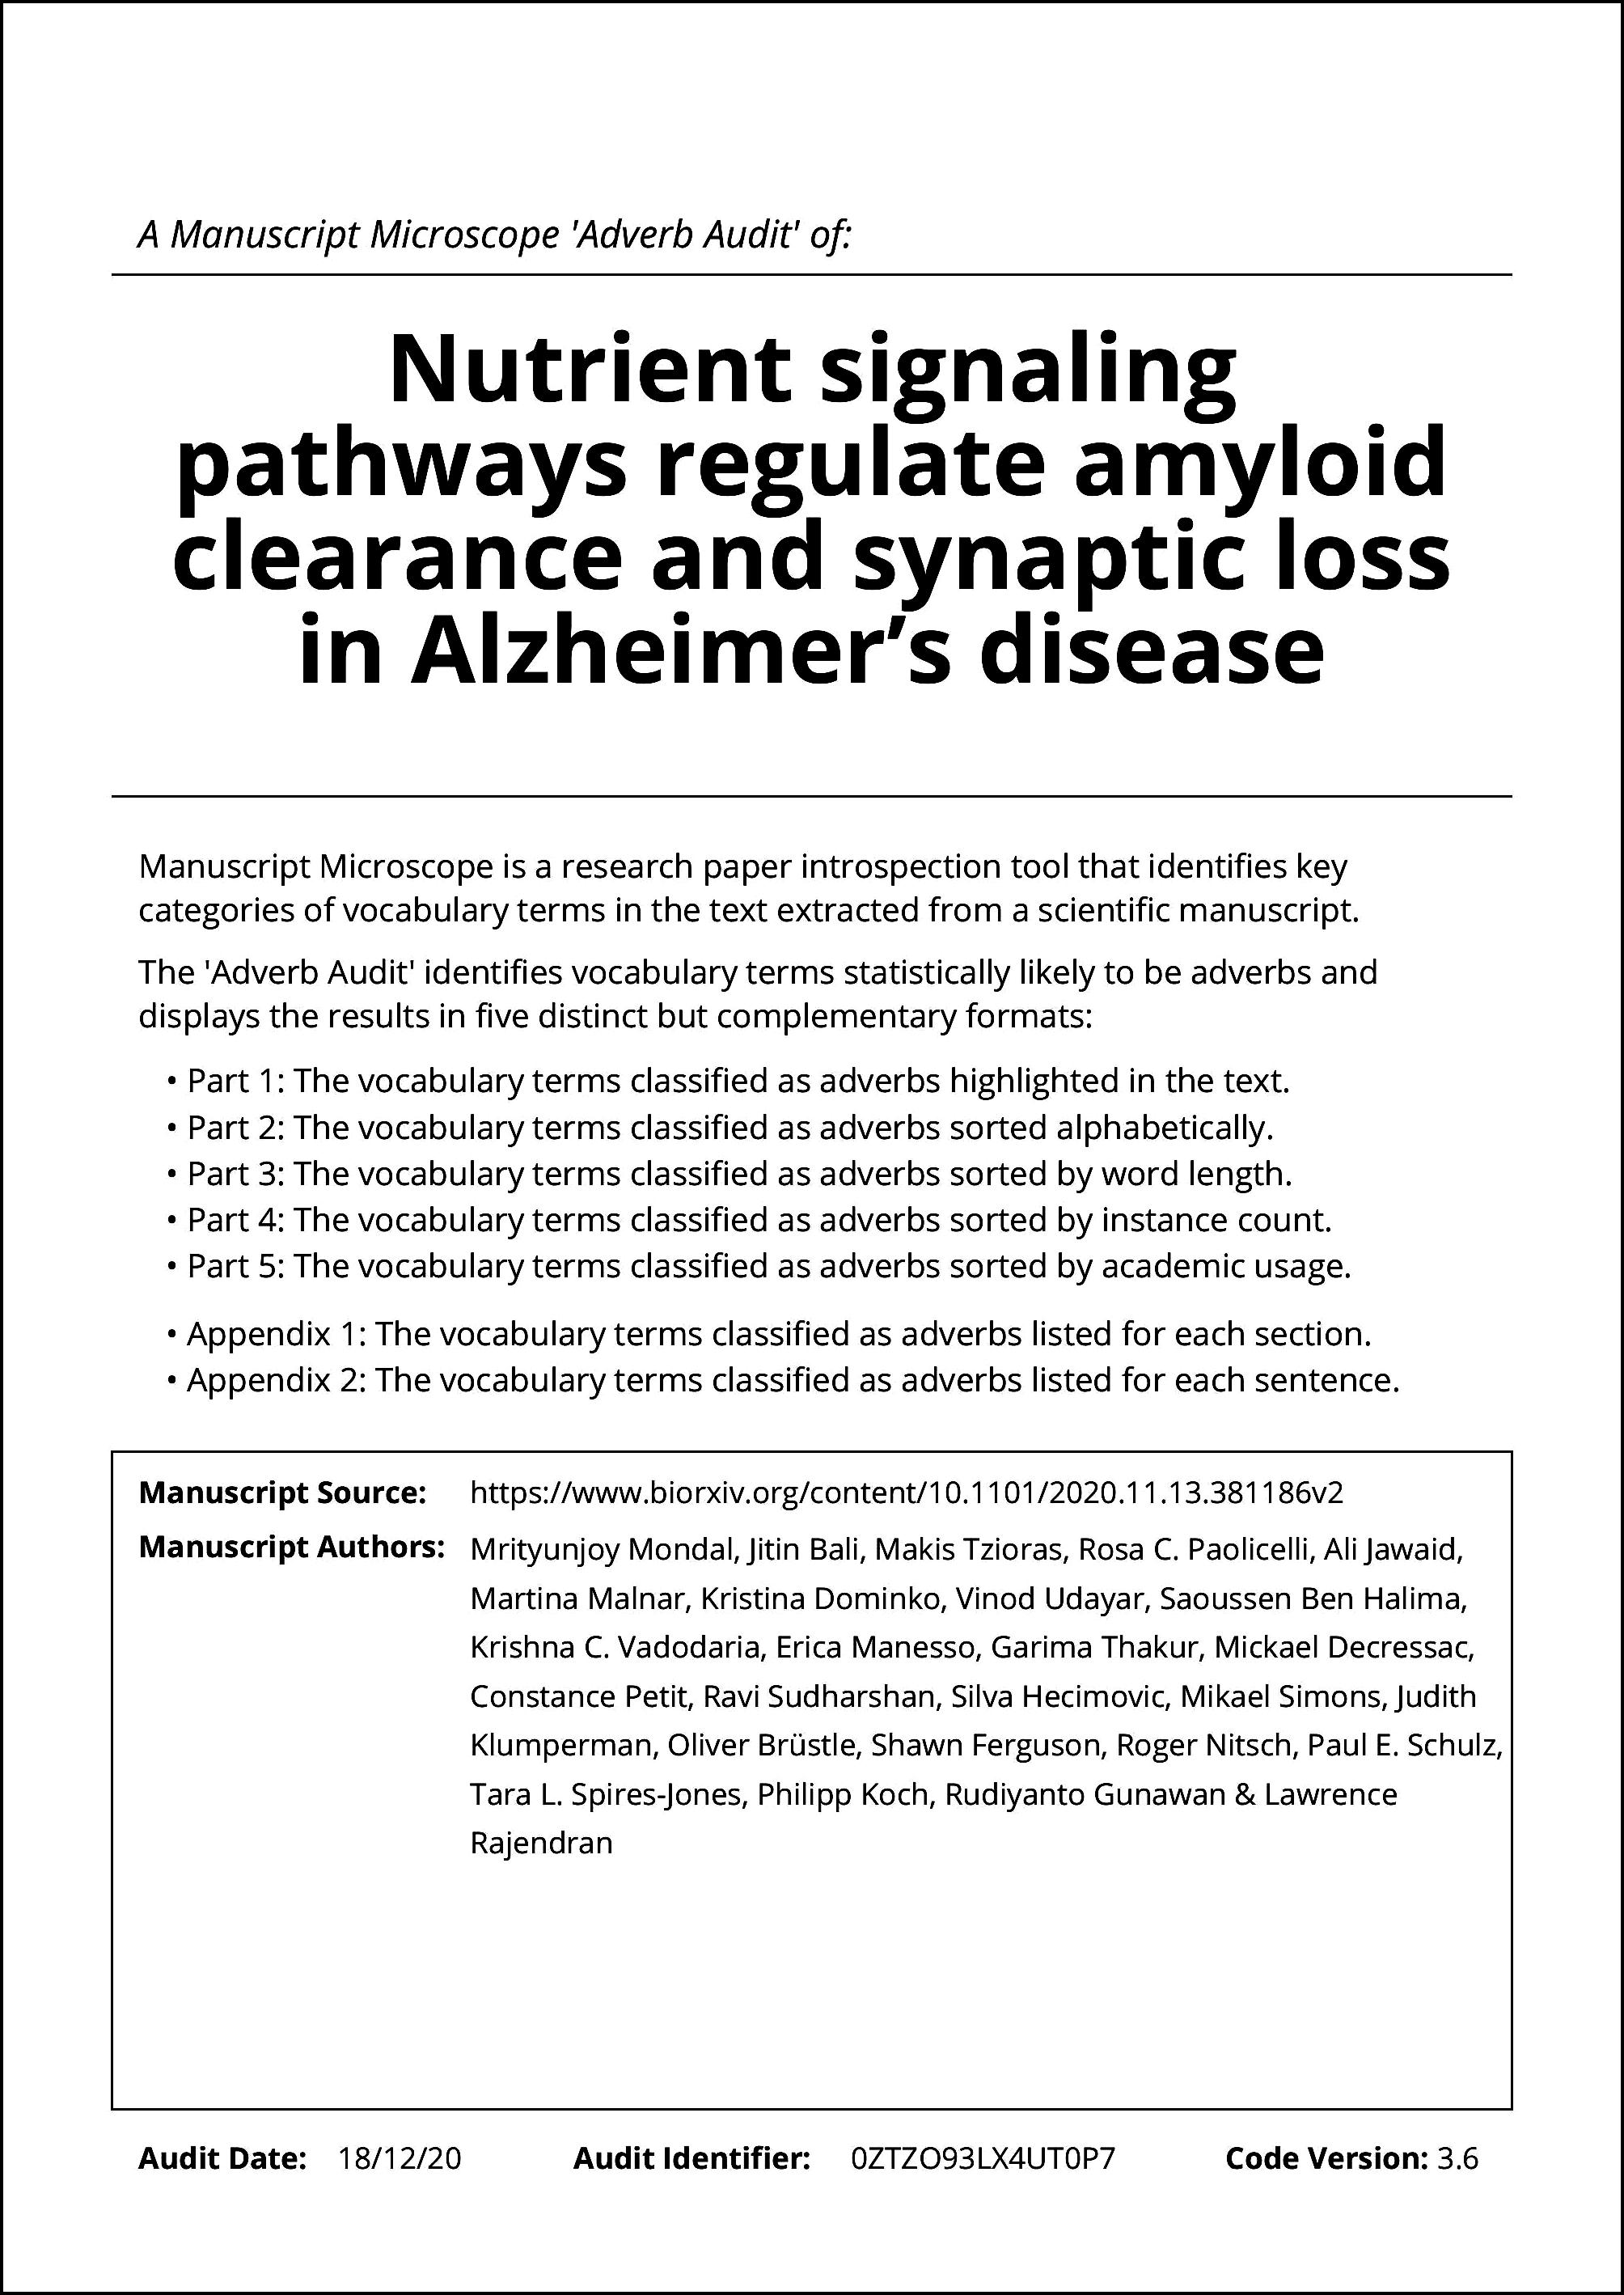 A Manuscript Microscope 'Adverb Audit' of:
Nutrient signaling
pathways regulate amyloid
clearance and synaptic loss
in Alzheimer’s disease
Manuscript Microscope is a research paper introspection tool that identifies key
categories of vocabulary terms in the text extracted from a scientific manuscript.
The 'Adverb Audit' identifies vocabulary terms statistically likely to be adverbs and
displays the results in five distinct but complementary formats:
• Part 1: The vocabulary terms classified as adverbs highlighted in the text.
• Part 2: The vocabulary terms classified as adverbs sorted alphabetically.
• Part 3: The vocabulary terms classified as adverbs sorted by word length.
• Part 4: The vocabulary terms classified as adverbs sorted by instance count.
• Part 5: The vocabulary terms classified as adverbs sorted by academic usage.
• Appendix 1: The vocabulary terms classified as adverbs listed for each section.
• Appendix 2: The vocabulary terms classified as adverbs listed for each sentence.
Manuscript Source: https://www.biorxiv.org/content/10.1101/2020.11.13.381186v2
Manuscript Authors: Mrityunjoy Mondal, Jitin Bali, Makis Tzioras, Rosa C. Paolicelli, Ali Jawaid,
Martina Malnar, Kristina Dominko, Vinod Udayar, Saoussen Ben Halima,
Krishna C. Vadodaria, Erica Manesso, Garima Thakur, Mickael Decressac,
Constance Petit, Ravi Sudharshan, Silva Hecimovic, Mikael Simons, Judith
Klumperman, Oliver Brüstle, Shawn Ferguson, Roger Nitsch, Paul E. Schulz,
Tara L. Spires-Jones, Philipp Koch, Rudiyanto Gunawan & Lawrence
Rajendran
Audit Date: 18/12/20 Audit Identifier: 0ZTZO93LX4UT0P7 Code Version: 3.6